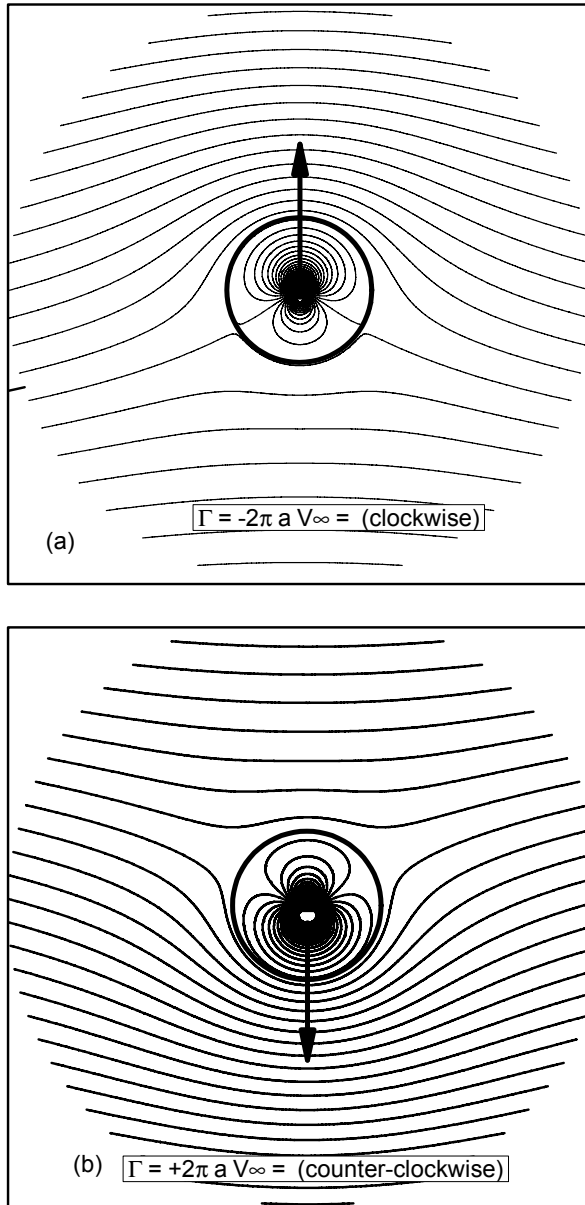 Γ = -2π a V∞ = (clockwise)
(a)
(b) Γ = +2π a V∞ = (counter-clockwise)